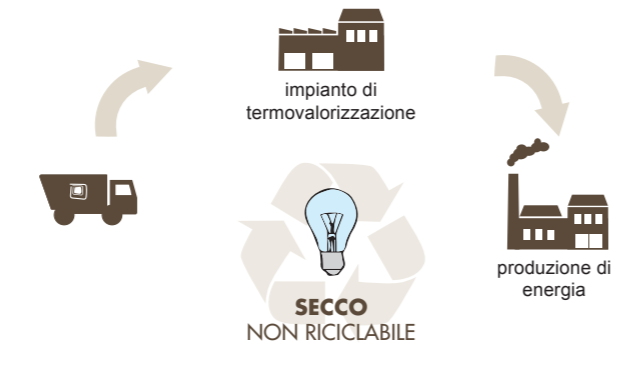 impianto di
termovalorizzazione
produzione di
energia
SECCO
NON RICICLABILE